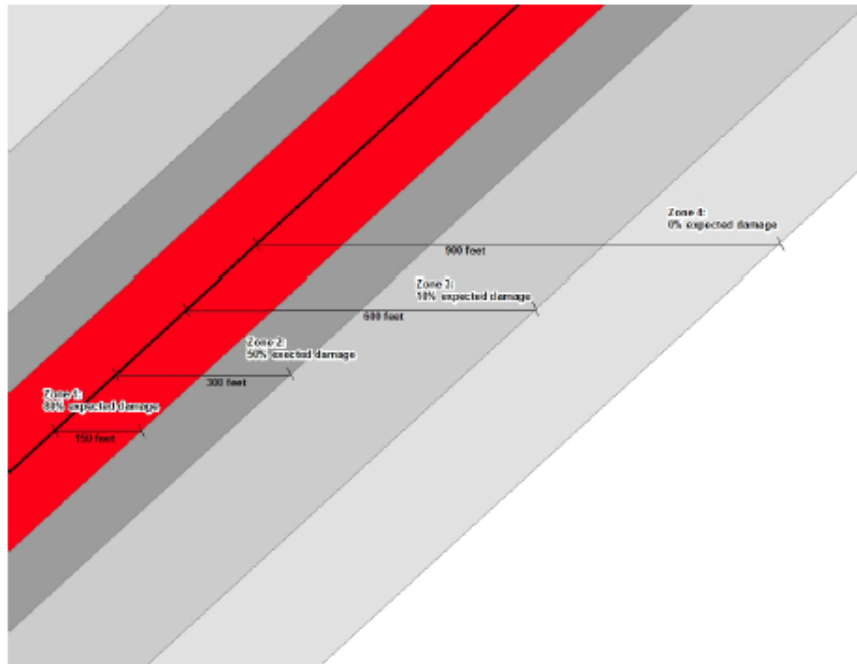 Zone 4:
0% expected damage
900 feet
Zone 3:
10% expected damage
600 feet
Zone 2:
50% exected damage
300 feet
Zone 1:
80% expected damage
150 feet